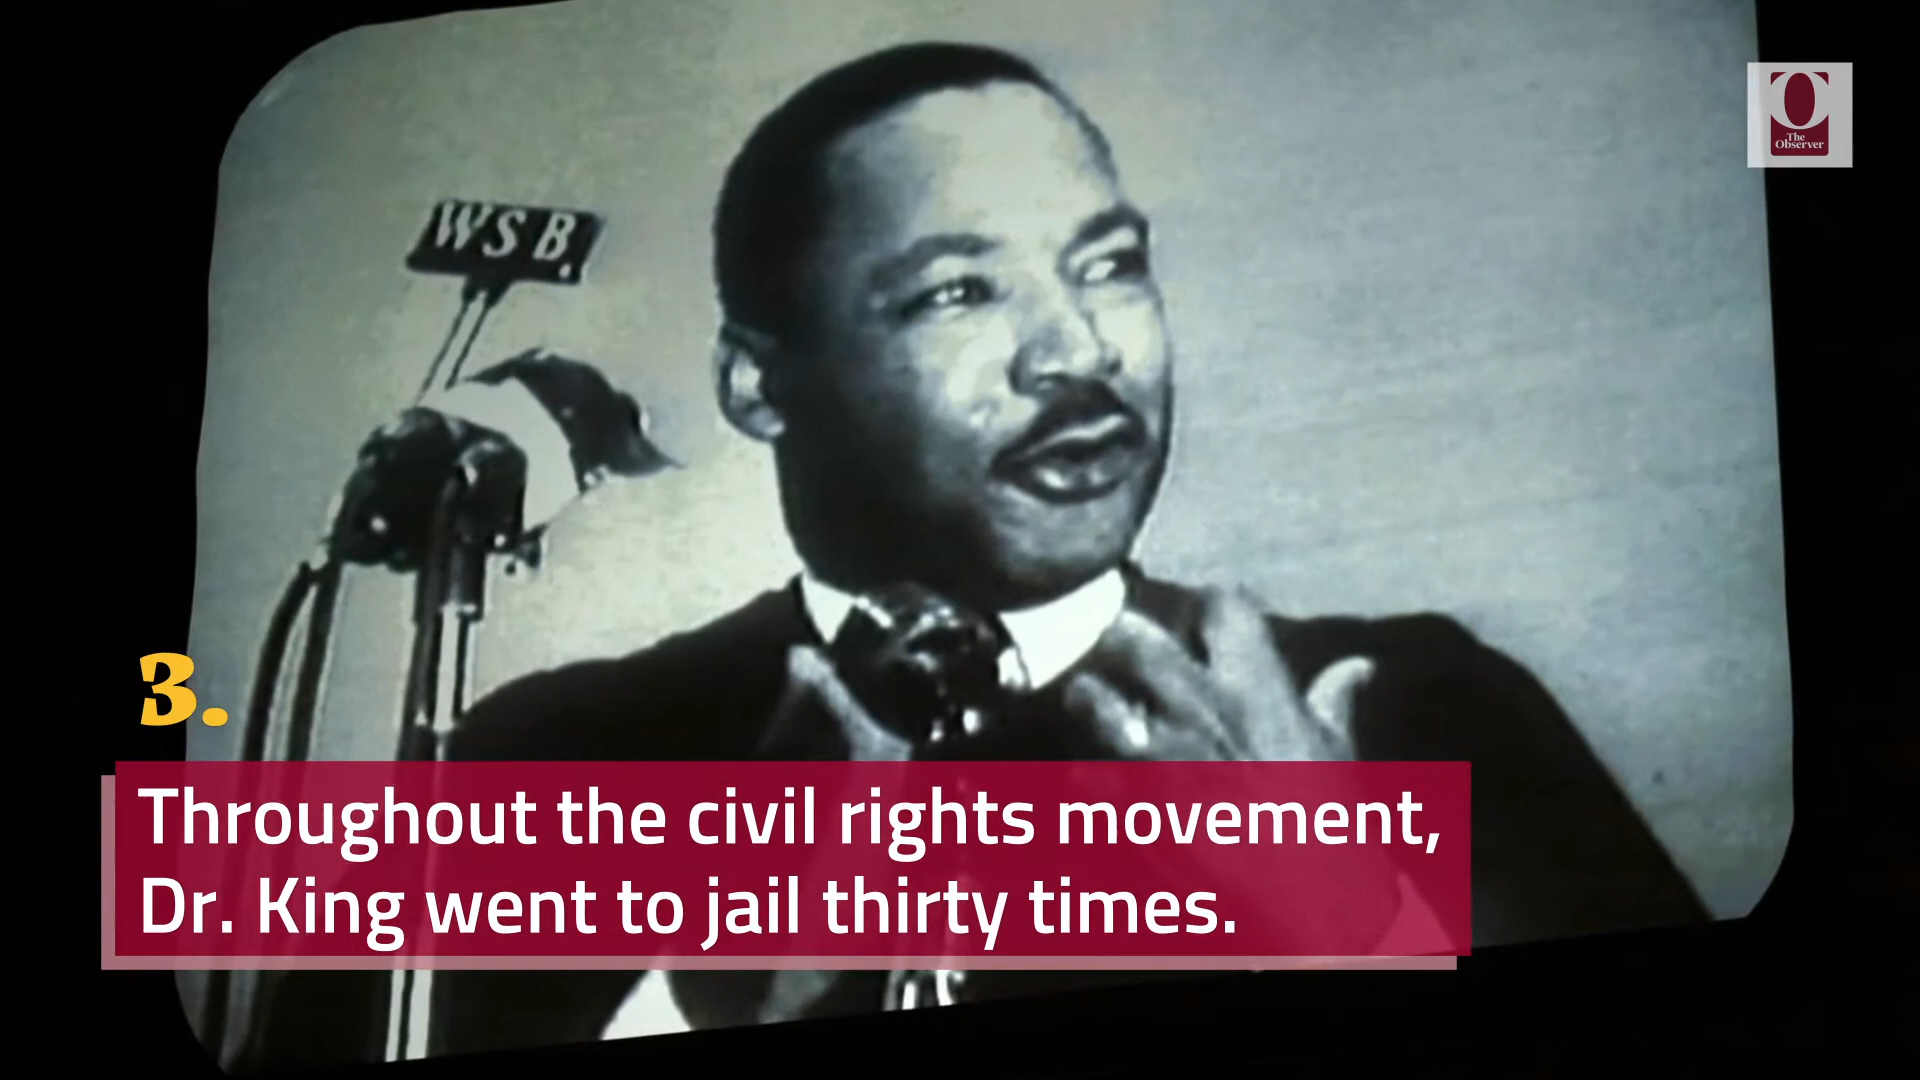 WSB.
The
Observer
3.
Throughout the civil rights movement,
Dr. King went to jail thirty times.